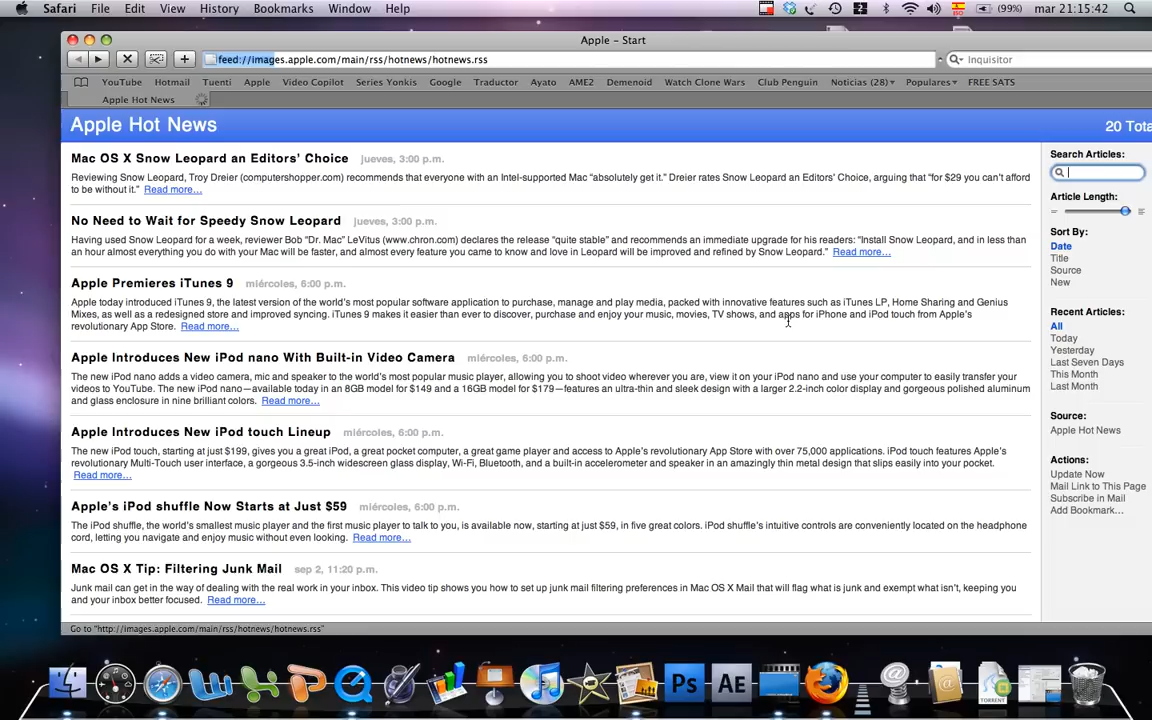 Safari File Edit View History Bookmarks Window Help 2 ISO (99%) mar 21:15:42
Apple – Start
feed://images.apple.com/main/rss/hotnews/hotnews.rss Inquisitor
YouTube Hotmail Tuenti Apple Video Copilot Series Yonkis Google Traductor Ayato AME2 Demenoid Watch Clone Wars Club Penguin Noticias (28) Populares INREE SATS
Apple Hot News
Apple Hot News 20 Tota
Mac OS X Snow Leopard an Editors’ Choice jueves, 3:00 p.m.
Reviewing Snow Leopard, Troy Dreier (computershopper.com) recommends that everyone with an Intel-supported Mac “absolutely get it.” Dreier rates Snow Leopard an Editors’ Choice, arguing that “for $29 you can’t afford
to be without it.” Read more…
No Need to Wait for Speedy Snow Leopard jueves, 3:00 p.m.
Having used Snow Leopard for a week, reviewer Bob “Dr. Mac” LeVitus (www.chron.com) declares the release “quite stable” and recommends an immediate upgrade for his readers: “Install Snow Leopard, and in less than
an hour almost everything you do with your Mac will be faster, and almost every feature you came to know and love in Leopard will be improved and refined by Snow Leopard.” Read more…
Apple Premieres iTunes 9 miércoles, 6:00 p.m.
Apple today introduced iTunes 9, the latest version of the world’s most popular software application to purchase, manage and play media, packed with innovative features such as iTunes LP, Home Sharing and Genius
Mixes, as well as a redesigned store and improved syncing. iTunes 9 makes it easier than ever to discover, purchase and enjoy your music, movies, TV shows, and apps for iPhone and iPod touch from Apple’s
revolutionary App Store. Read more…
Apple Introduces New iPod nano With Built-in Video Camera miércoles, 6:00 p.m.
The new iPod nano adds a video camera, mic and speaker to the world’s most popular music player, allowing you to shoot video wherever you are, view it on your iPod nano and use your computer to easily transfer your
videos to YouTube. The new iPod nano—available today in an 8GB model for $149 and a 16GB model for $179—features an ultra-thin and sleek design with a larger 2.2-inch color display and gorgeous polished aluminum
and glass enclosure in nine brilliant colors. Read more…
Apple Introduces New iPod touch Lineup miércoles, 6:00 p.m.
The new iPod touch, starting at just $199, gives you a great iPod, a great pocket computer, a great game player and access to Apple’s revolutionary App Store with over 75,000 applications. iPod touch features Apple’s
revolutionary Multi-Touch user interface, a gorgeous 3.5-inch widescreen glass display, Wi-Fi, Bluetooth, and a built-in accelerometer and speaker in an amazingly thin metal design that slips easily into your pocket.
Read more…
Apple’s iPod shuffle Now Starts at Just $59 miércoles, 6:00 p.m.
The iPod shuffle, the world’s smallest music player and the first music player to talk to you, is available now, starting at just $59, in five great colors. iPod shuffle’s intuitive controls are conveniently located on the headphone
cord, letting you navigate and enjoy music without even looking. Read more…
Mac OS X Tip: Filtering Junk Mail sep 2, 11:20 p.m.
Junk mail can get in the way of dealing with the real work in your inbox. This video tip shows you how to set up junk mail filtering preferences in Mac OS X Mail that will flag what is junk and exempt what isn’t, keeping you
and your inbox better focused. Read more…
Search Articles:
Article Length:
Sort By:
Date
Title
Source
New
Recent Articles:
All
Today
Yesterday
Last Seven Days
This Month
Last Month
Source:
Apple Hot News
Actions:
Update Now
Mail Link to This Page
Subscribe in Mail
Add Bookmark…
Go to “http://images.apple.com/main/rss/hotnews/hotnews.rss”
Ps AE TORRENT